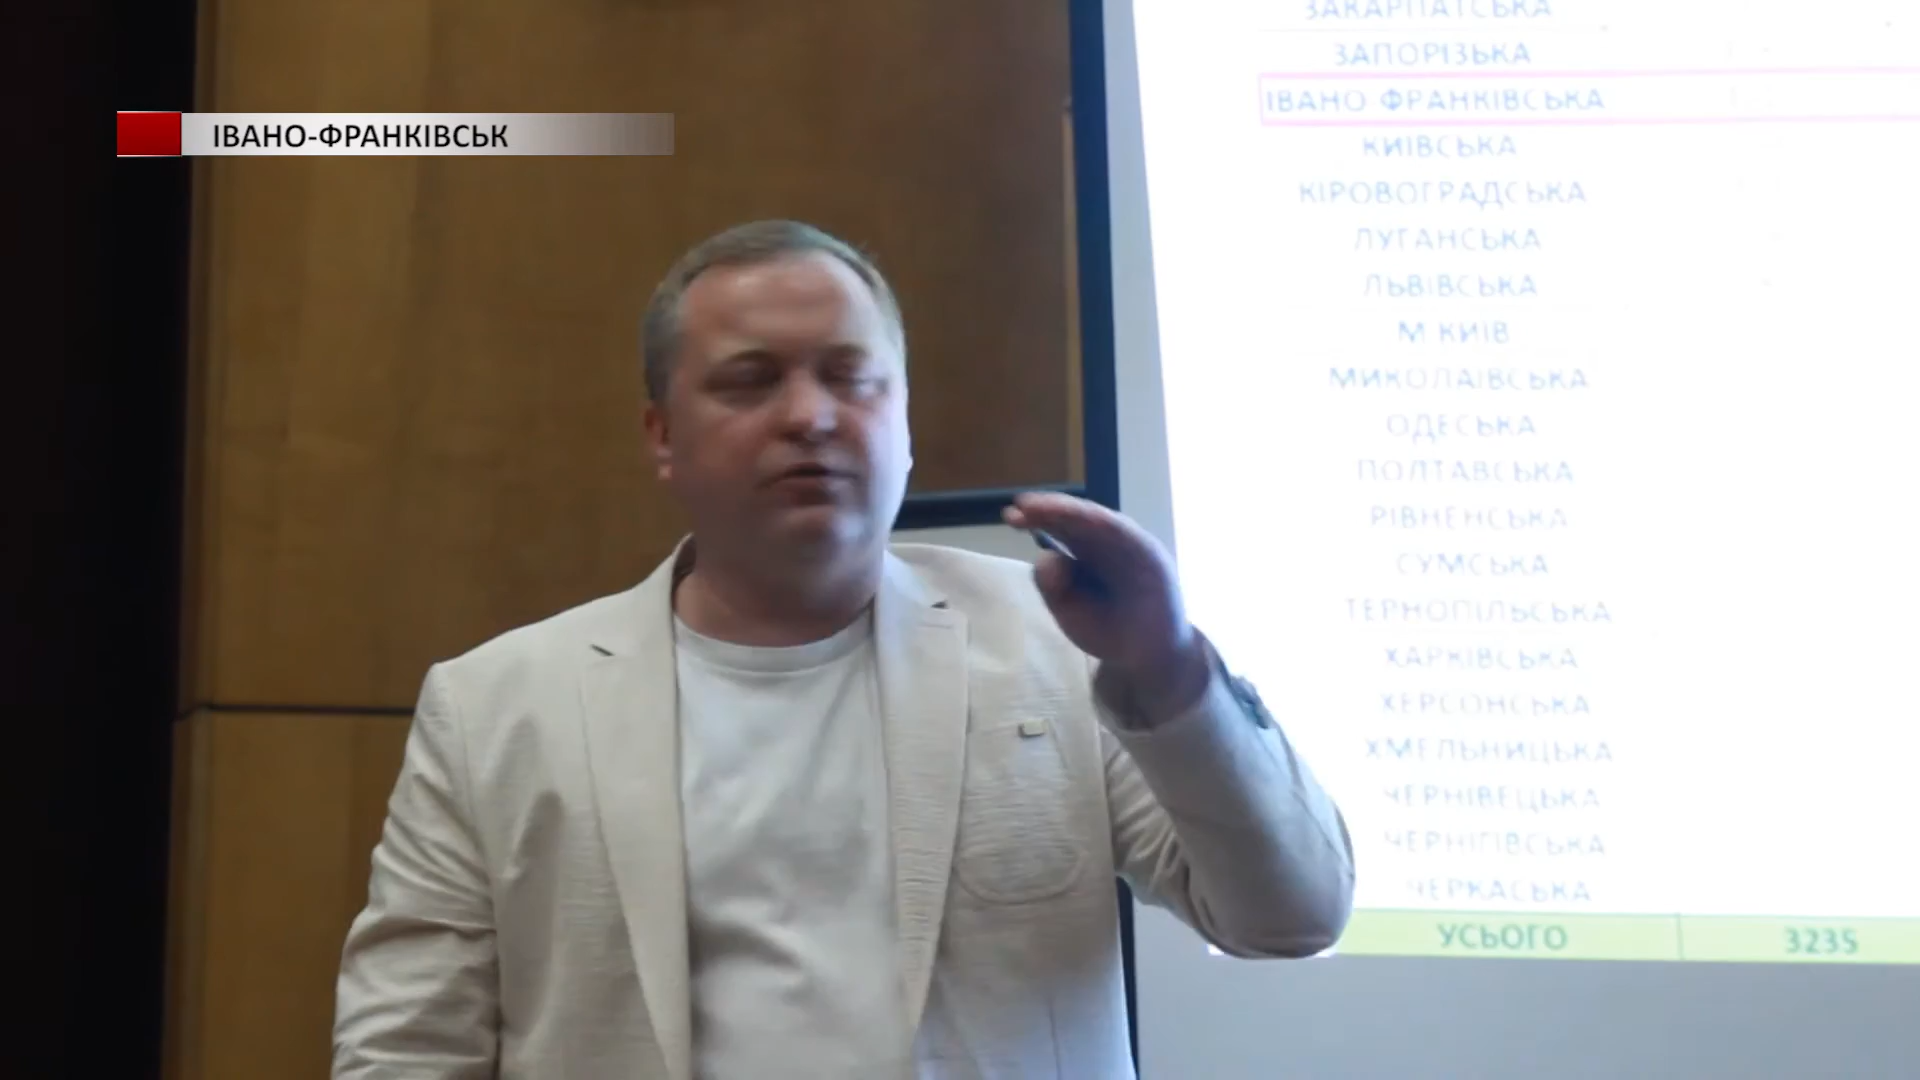 ІВАНО-ФРАНКІВСЬК
ЗАКАРПАТСЬКА
ЗАПОРІЗЬКА
ІВАНО ФРАНКІВСЬКА
КИЇВСЬКА
КІРОВОГРАДСЬКА
ЛУГАНСЬКА
ЛЬВІВСЬКА
М КИЇВ
МИКОЛАЇВСЬКА
ОДЕСЬКА
ПОЛТАВСЬКА
РІВНЕНСЬКА
СУМСЬКА
ТЕРНОПІЛЬСЬКА
ХАРКІВСЬКА
ХЕРСОНСЬКА
ХМЕЛЬНИЦЬКА
ЧЕРНІВЕЦЬКА
ЧЕРНІГІВСЬКА
ЧЕРКАСЬКА
УСЬОГО 3235